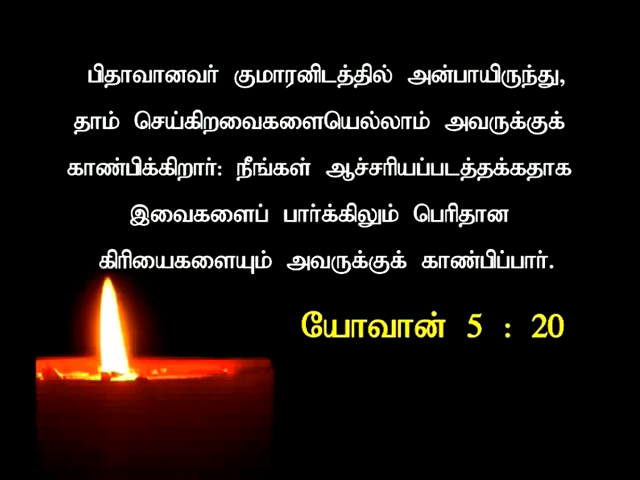 பிதாவானவர் குமாரனிடத்தில் அன்பாயிருந்து,
தாம் செய்கிறவைகளையெல்லாம் அவருக்குக்
காண்பிக்கிறார்: நீங்கள் ஆச்சரியப்படத்தக்கதாக
இவைகளைப் பார்க்கிலும் பெரிதான
கிரியைகளையும் அவருக்குக் காண்பிப்பார்.
யோவான் 5 : 20